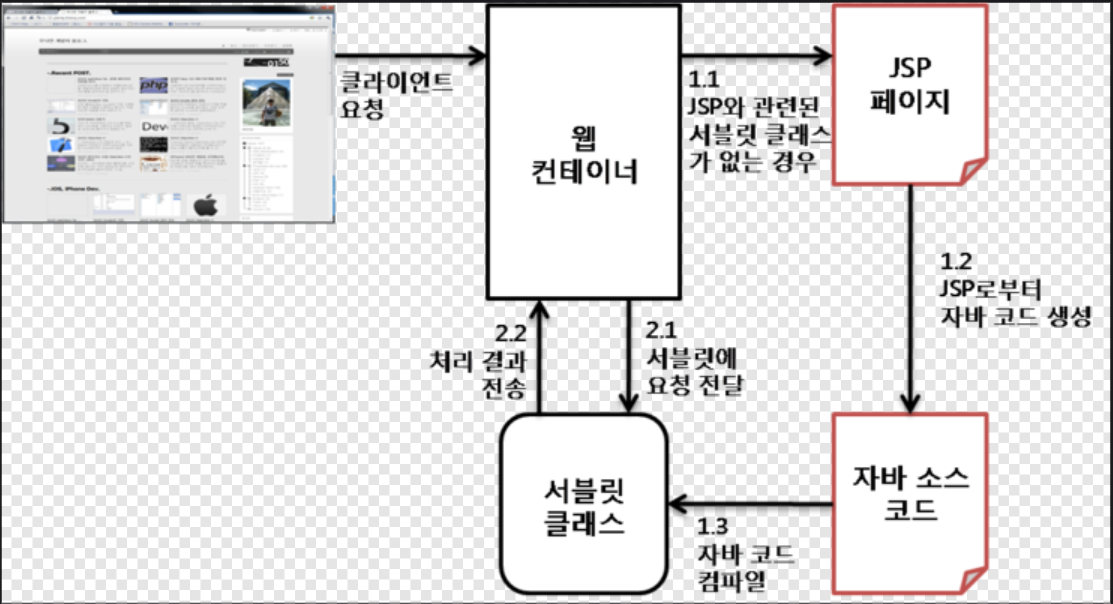 Recent POST.
php
Dev
iOS, iPhone Dev.
클라이언트
요청
웹
컨테이너
1.1
JSP와 관련된
서블릿 클래스
가 없는 경우
JSP
페이지
1.2
JSP로부터
자바 코드 생성
2.2
처리 결과
전송
2.1
서블릿에
요청 전달
서블릿
클래스
1.3
자바 코드
컴파일
자바 소스
코드